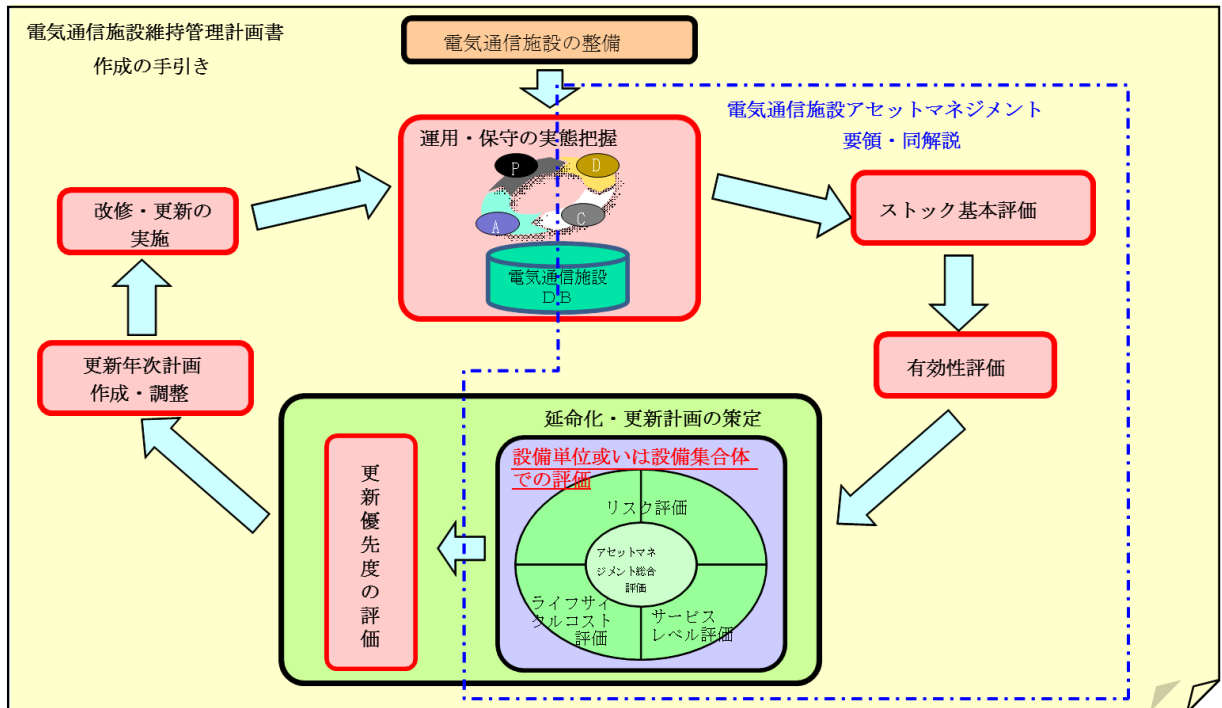 電気通信施設維持管理計画書
作成の手引き
電気通信施設の整備
電気通信施設アセットマネジメント
要領・同解説
運用・保守の実態把握
P
D
A
C
電気通信施設
DB
ストック基本評価
有効性評価
改修・更新の
実施
更新年次計画
作成・調整
延命化・更新計画の策定
更新優先度の評価
設備単位或いは設備集合体
での評価
リスク評価
アセットマネ
ジメント総合
評価
ライフサイ
クルコスト
評価
サービス
レベル評価